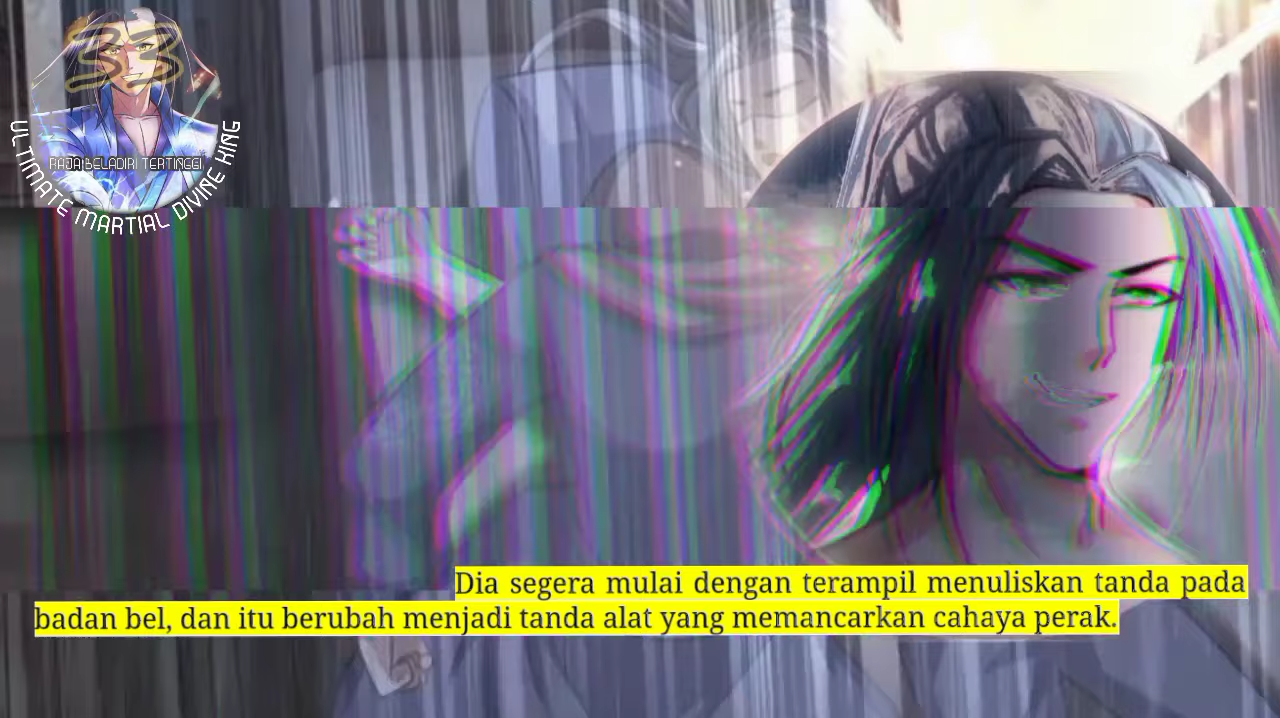 33
RAJA BELADIRI TERTINGGI
ULTIMATE MARTIAL DIVINE KING
Dia segera mulai dengan terampil menuliskan tanda pada
badan bel, dan itu berubah menjadi tanda alat yang memancarkan cahaya perak.